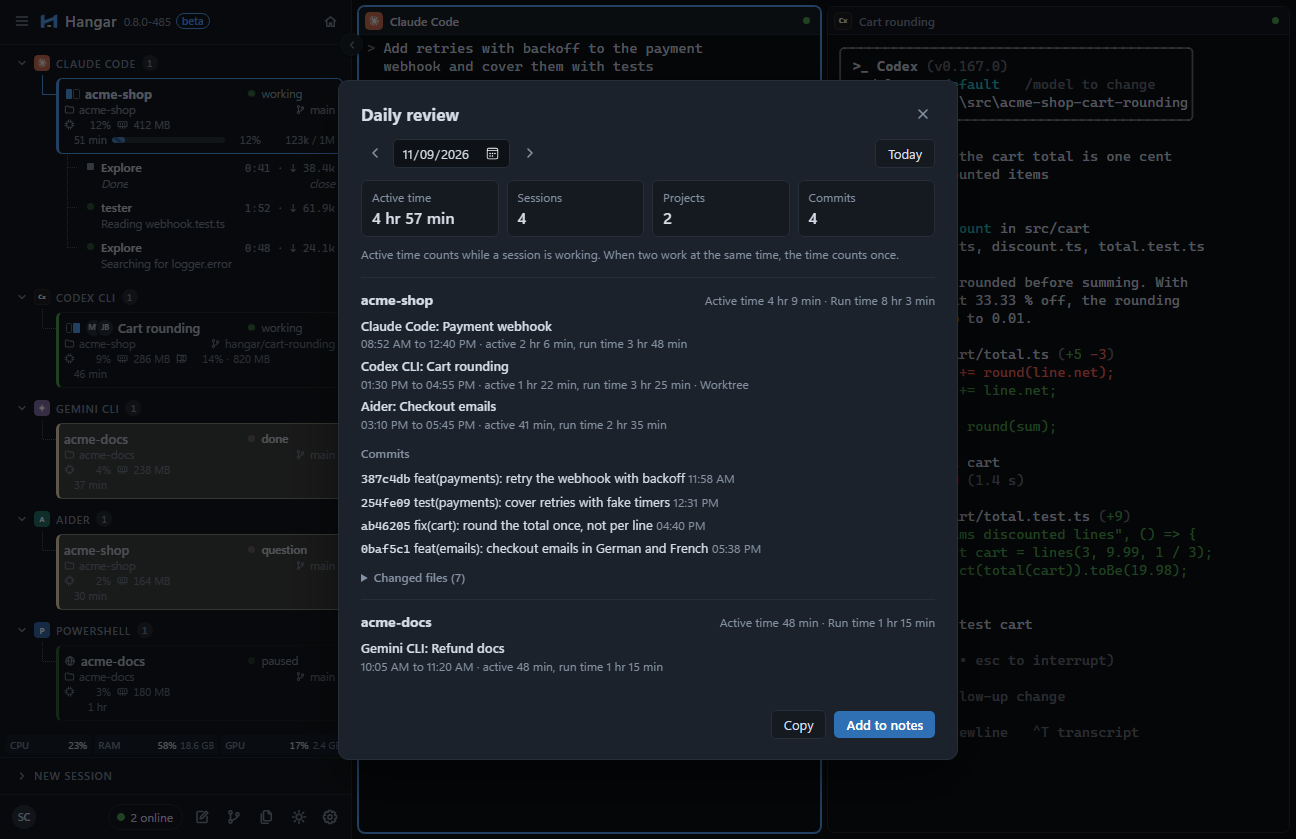 Hangar 0.8.0-485 beta
CLAUDE CODE 1
acme-shop working
acme-shop main
12% 412 MB
51 min 12% 123k / 1M
Explore 0:41 · ↓ 38.4k
Done close
tester 1:52 · ↓ 61.9k
Reading webhook.test.ts
Explore 0:48 · ↓ 24.1k
Searching for logger.error
Cx CODEX CLI 1
M JB Cart rounding working
acme-shop hangar/cart-rounding
9% 286 MB 14% · 820 MB
46 min
GEMINI CLI 1
acme-docs done
acme-docs main
4% 238 MB
37 min
A AIDER 1
acme-shop question
acme-shop main
2% 164 MB
30 min
P POWERSHELL 1
acme-docs paused
acme-docs main
3% 180 MB
1 hr
CPU 23% RAM 58% 18.6 GB GPU 17% 2.4 GB
NEW SESSION
SC 2 online
Claude Code
> Add retries with backoff to the payment
webhook and cover them with tests
Daily review
11/09/2026
Today
Active time
4 hr 57 min
Sessions
4
Projects
2
Commits
4
Active time counts while a session is working. When two work at the same time, the time counts once.
acme-shop Active time 4 hr 9 min · Run time 8 hr 3 min
Claude Code: Payment webhook
08:52 AM to 12:40 PM · active 2 hr 6 min, run time 3 hr 48 min
Codex CLI: Cart rounding
01:30 PM to 04:55 PM · active 1 hr 22 min, run time 3 hr 25 min · Worktree
Aider: Checkout emails
03:10 PM to 05:45 PM · active 41 min, run time 2 hr 35 min
Commits
387c4db feat(payments): retry the webhook with backoff 11:58 AM
254fe09 test(payments): cover retries with fake timers 12:31 PM
ab46205 fix(cart): round the total once, not per line 04:40 PM
0baf5c1 feat(emails): checkout emails in German and French 05:38 PM
Changed files (7)
acme-docs Active time 48 min · Run time 1 hr 15 min
Gemini CLI: Refund docs
10:05 AM to 11:20 AM · active 48 min, run time 1 hr 15 min
Copy
Add to notes
Cx Cart rounding
>_ Codex (v0.167.0)
default /model to change
\src\acme-shop-cart-rounding
the cart total is one cent
unted items
ount in src/cart
ts, discount.ts, total.test.ts
rounded before summing. With
t 33.33 % off, the rounding
to 0.01.
rt/total.ts (+5 −3)
+= round(line.net);
+= line.net;
round(sum);
cart
(1.4 s)
rt/total.test.ts (+9)
ms discounted lines", () => {
t cart = lines(3, 9.99, 1 / 3);
ct(total(cart)).toBe(19.98);
test cart
• esc to interrupt)
low-up change
ewline ^T transcript